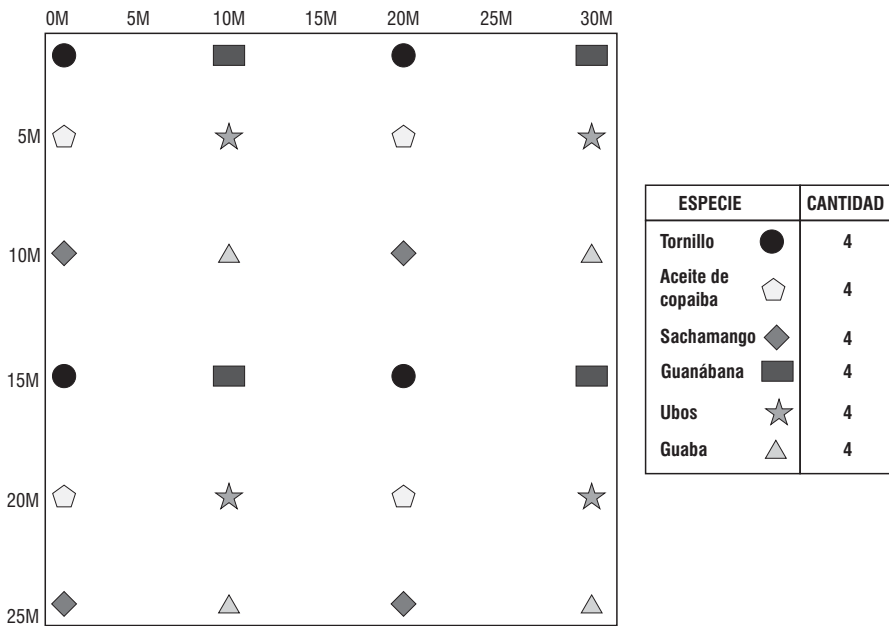 0M 5M 10M 15M 20M 25M 30M
5M
10M
15M
20M
25M
ESPECIE CANTIDAD
Tornillo 4
Aceite de
copaiba 4
Sachamango 4
Guanábana 4
Ubos 4
Guaba 4